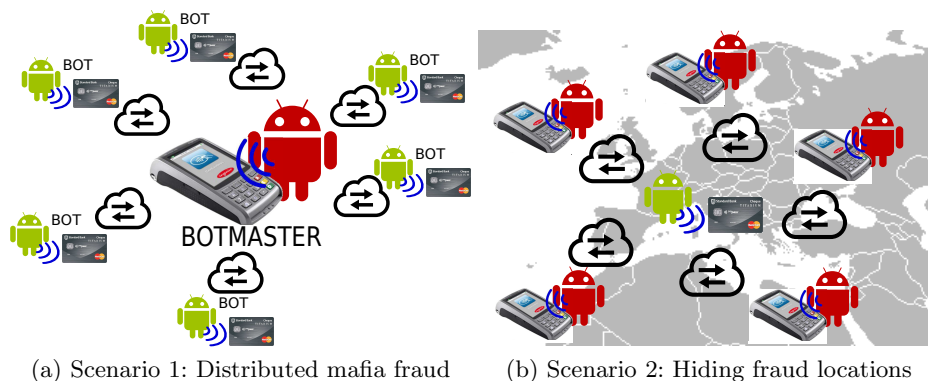 BOT
BOT
BOT
BOT
BOT
BOT
BOTMASTER
(a) Scenario 1: Distributed mafia fraud
(b) Scenario 2: Hiding fraud locations